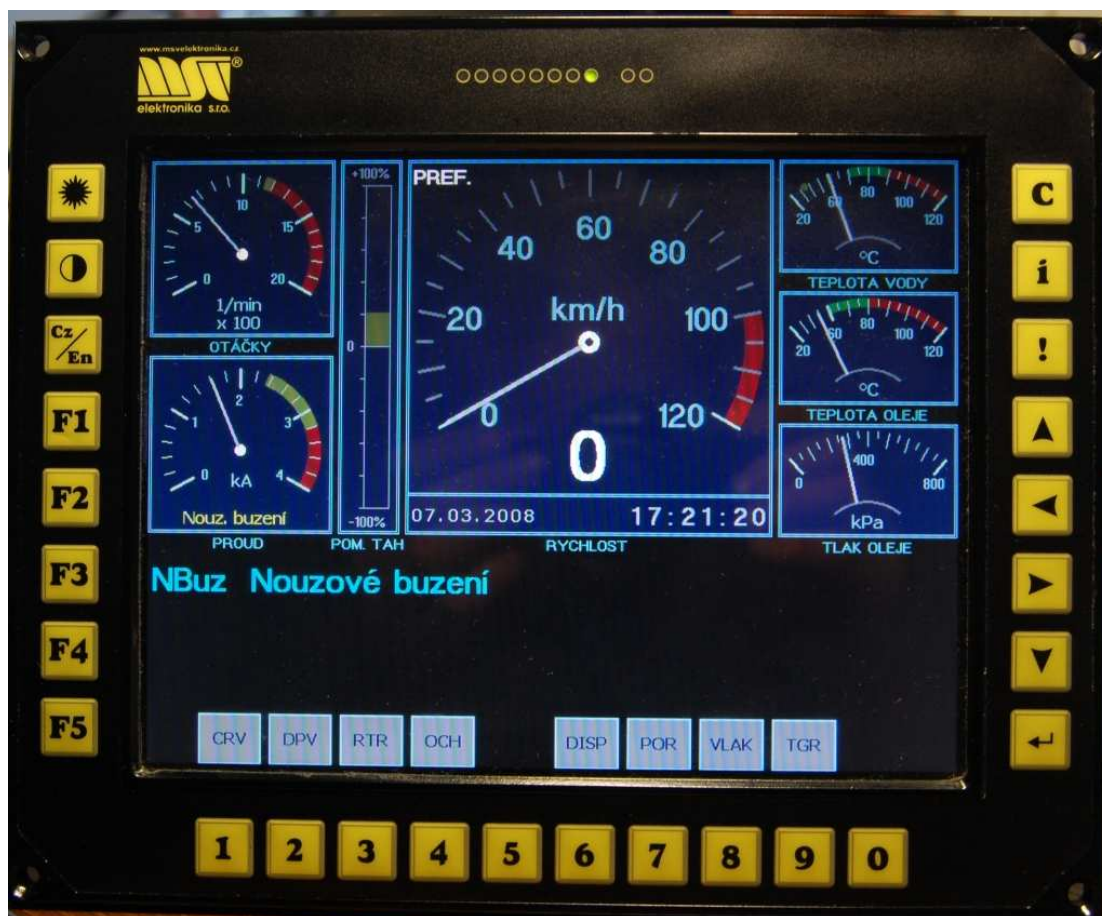 www.msvelektronika.cz
MSV®
elektronika s.r.o.
Cz/En
F1
F2
F3
F4
F5
0
5
10
15
20
1/min
x 100
OTÁČKY
0
1
2
3
4
kA
Nouz. buzení
PROUD
+100%
0
-100%
POM. TAH
PREF.
0
20
40
60
80
100
120
km/h
0
07.03.2008 17:21:20
RYCHLOST
20
60
80
100
120
°C
TEPLOTA VODY
20
60
80
100
120
°C
TEPLOTA OLEJE
0
400
800
kPa
TLAK OLEJE
C
i
!
NBuz Nouzové buzení
CRV DPV RTR OCH DISP POR VLAK TGR
1 2 3 4 5 6 7 8 9 0